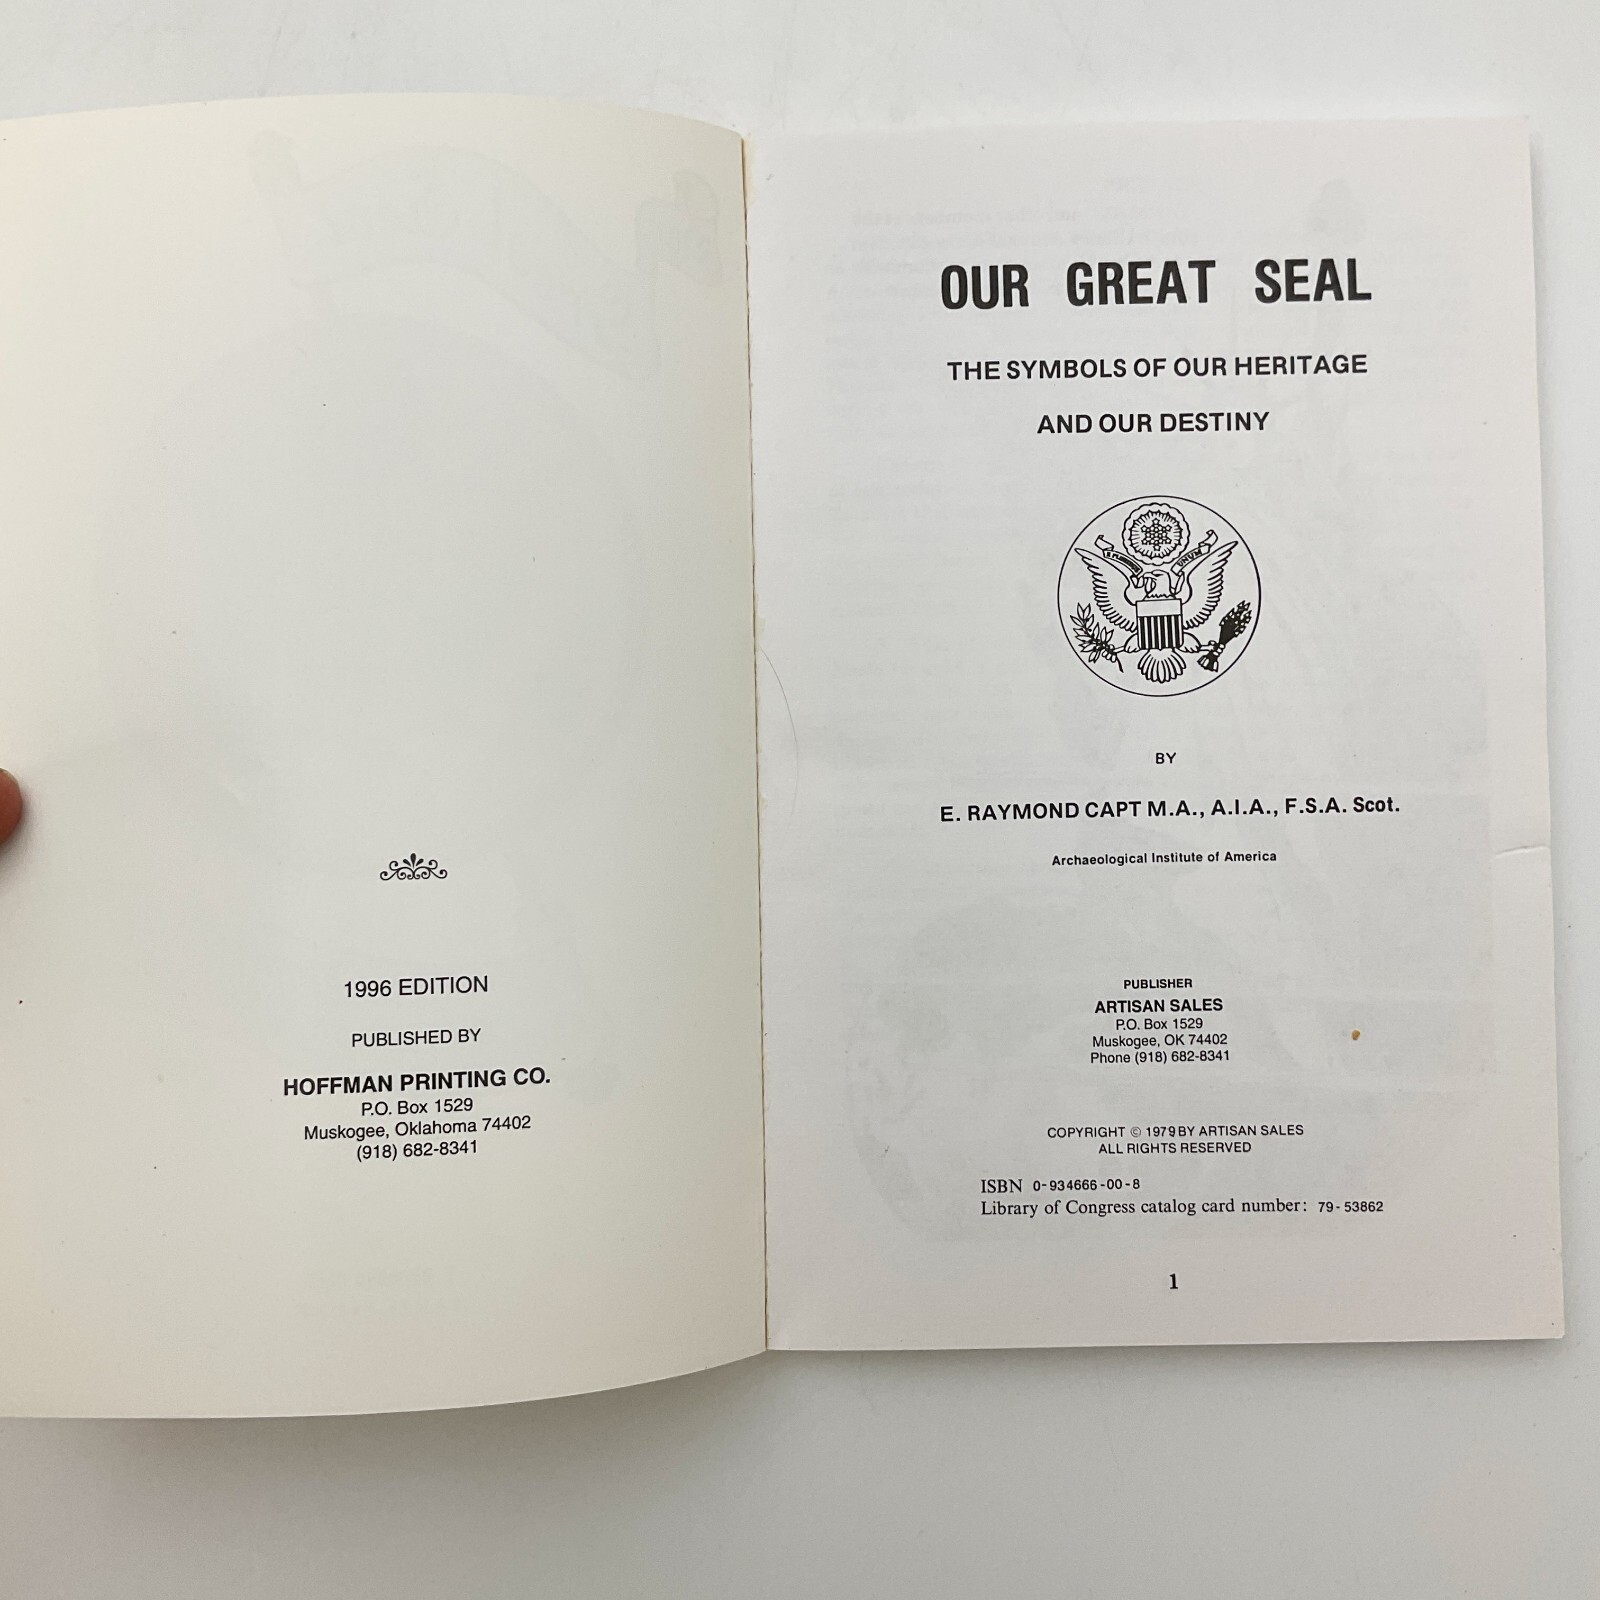 1996 EDITION
PUBLISHED BY
HOFFMAN PRINTING CO.
P.O. Box 1529
Muskogee, Oklahoma 74402
(918) 682-8341
OUR GREAT SEAL
THE SYMBOLS OF OUR HERITAGE
AND OUR DESTINY
E PLURIBUS UNUM
BY
E. RAYMOND CAPT M.A., A.I.A., F.S.A. Scot.
Archaeological Institute of America
PUBLISHER
ARTISAN SALES
P.O. Box 1529
Muskogee, OK 74402
Phone (918) 682-8341
COPYRIGHT © 1979 BY ARTISAN SALES
ALL RIGHTS RESERVED
ISBN 0-934666-00-8
Library of Congress catalog card number: 79-53862
1